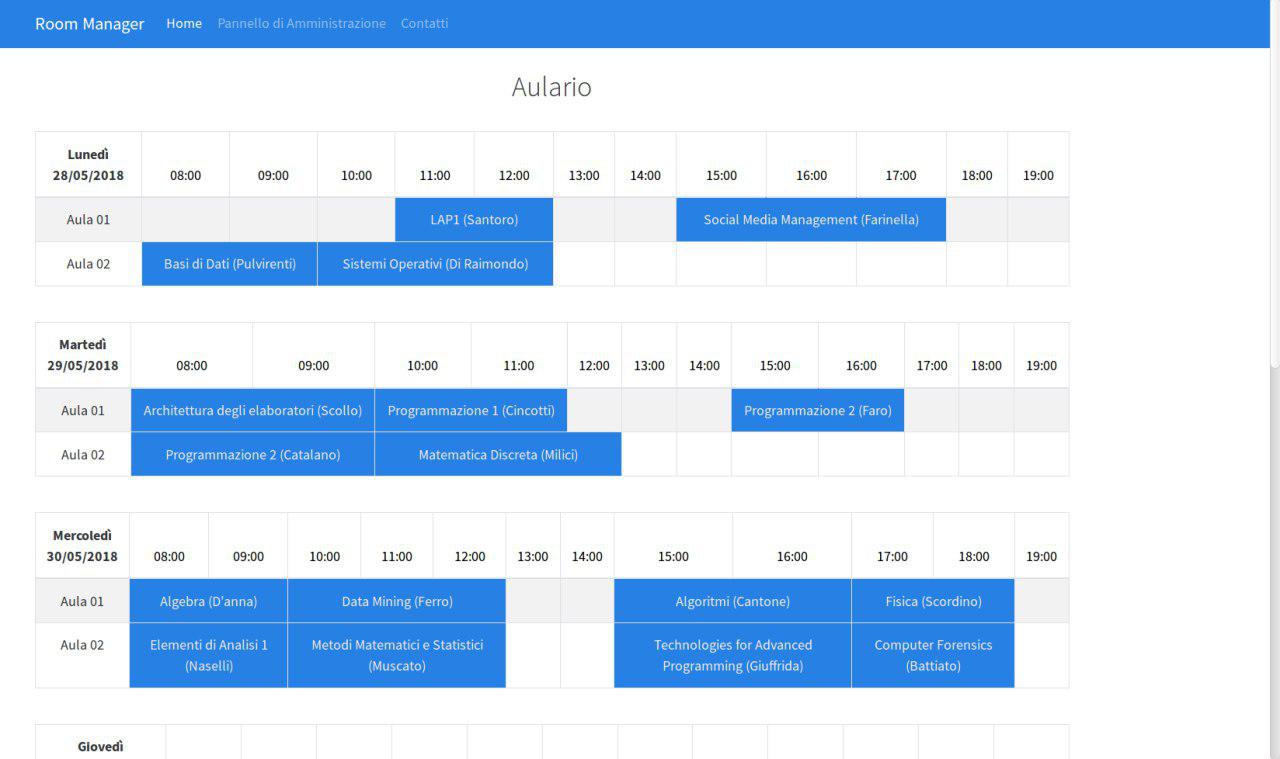 Room Manager Home Pannello di Amministrazione Contatti
Aulario
Lunedì
28/05/2018 08:00 09:00 10:00 11:00 12:00 13:00 14:00 15:00 16:00 17:00 18:00 19:00
Aula 01 LAP1 (Santoro) Social Media Management (Farinella)
Aula 02 Basi di Dati (Pulvirenti) Sistemi Operativi (Di Raimondo)
Martedì
29/05/2018 08:00 09:00 10:00 11:00 12:00 13:00 14:00 15:00 16:00 17:00 18:00 19:00
Aula 01 Architettura degli elaboratori (Scollo) Programmazione 1 (Cincotti) Programmazione 2 (Faro)
Aula 02 Programmazione 2 (Catalano) Matematica Discreta (Milici)
Mercoledì
30/05/2018 08:00 09:00 10:00 11:00 12:00 13:00 14:00 15:00 16:00 17:00 18:00 19:00
Aula 01 Algebra (D'anna) Data Mining (Ferro) Algoritmi (Cantone) Fisica (Scordino)
Aula 02 Elementi di Analisi 1 Metodi Matematici e Statistici Technologies for Advanced Computer Forensics
(Naselli) (Muscato) Programming (Giuffrida) (Battiato)
Giovedì